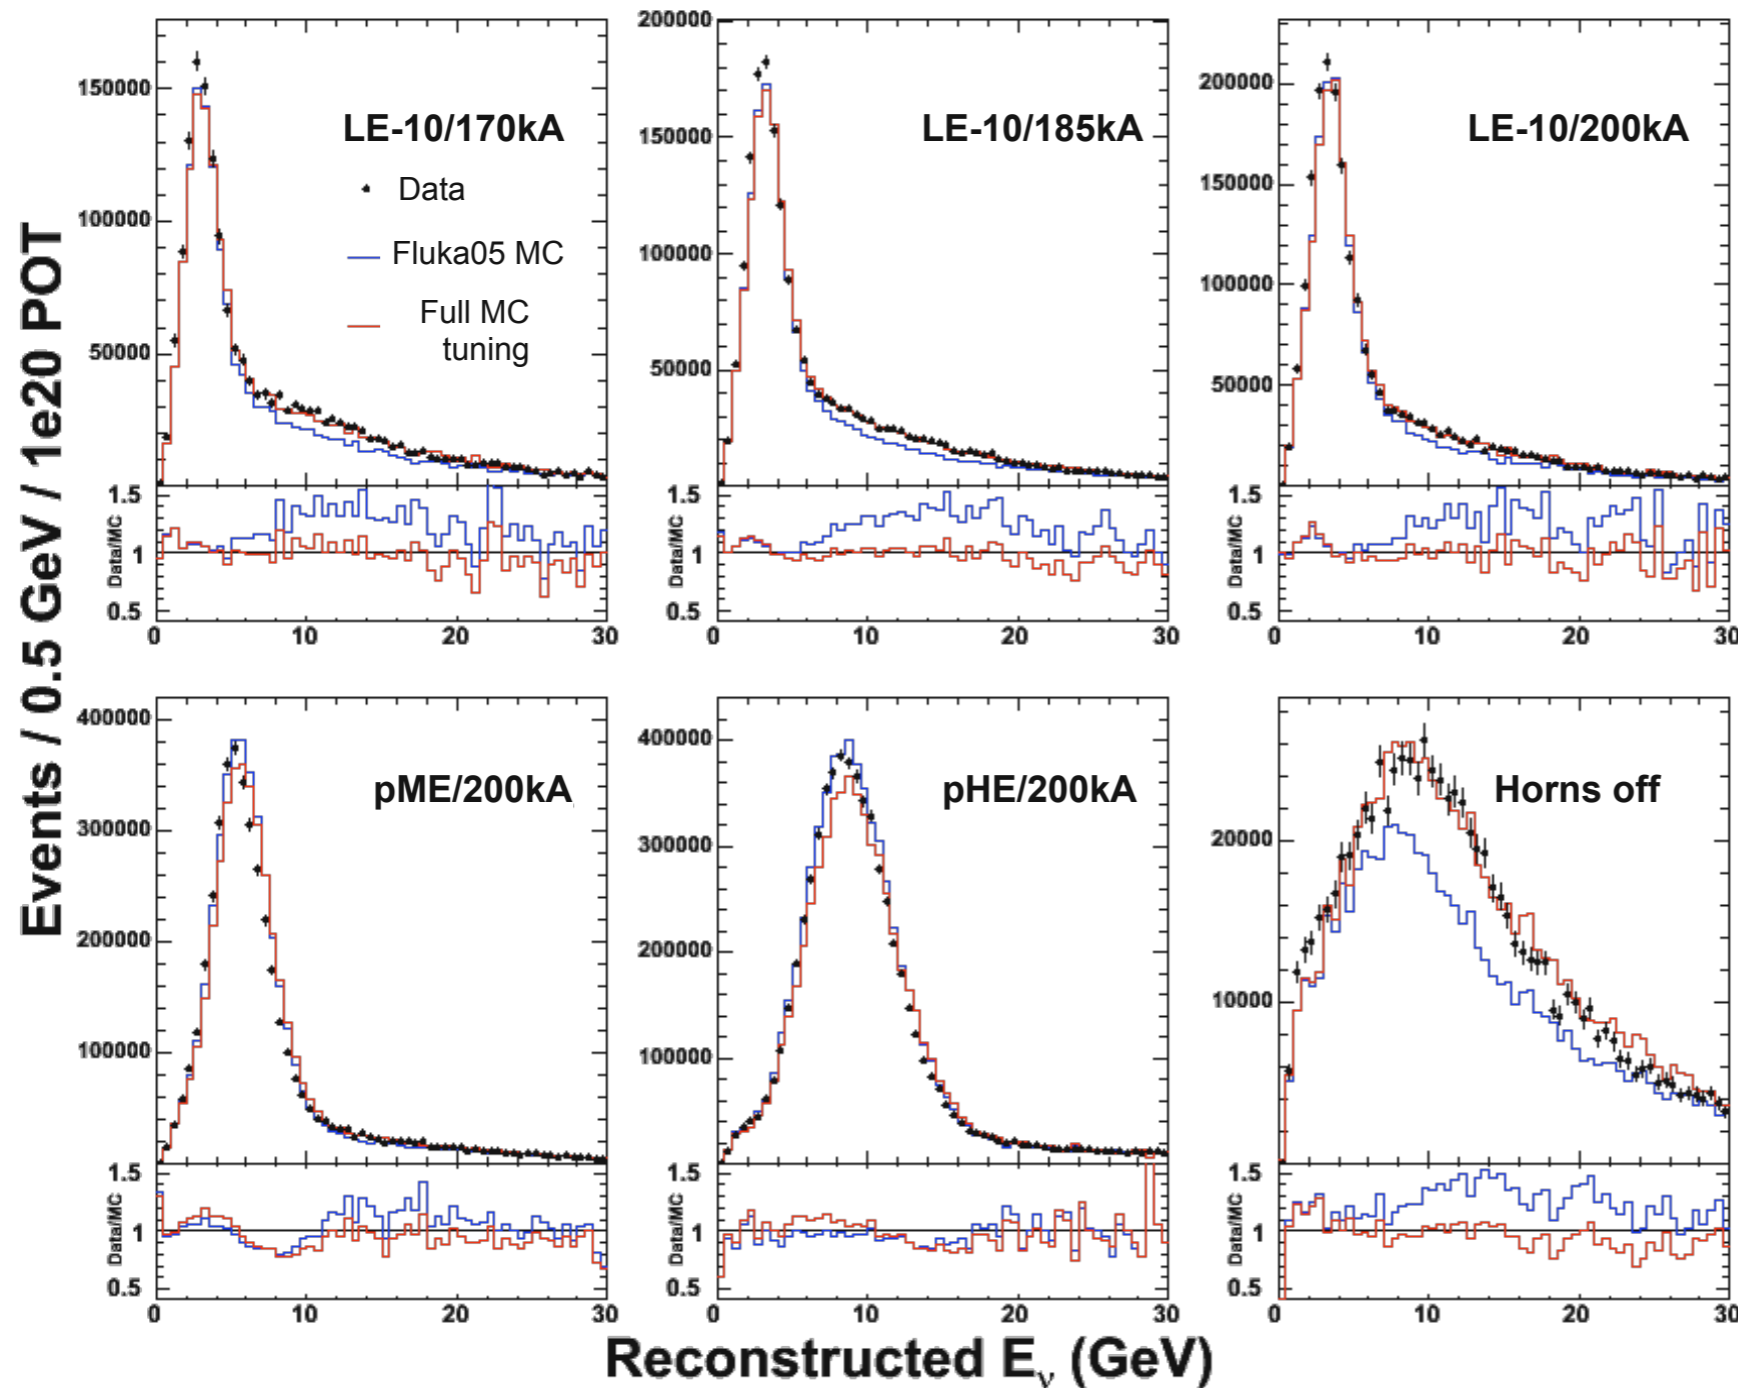 Events / 0.5 GeV / 1e20 POT
150000
100000
50000
LE-10/170kA
Data
Fluka05 MC
Full MC
tuning
Data/MC
1.5
1
0.5
0 10 20 30
200000
150000
100000
50000
LE-10/185kA
Data/MC
1.5
1
0.5
0 10 20 30
200000
150000
100000
50000
LE-10/200kA
Data/MC
1.5
1
0.5
0 10 20 30
400000
300000
200000
100000
pME/200kA
Data/MC
1.5
1
0.5
0 10 20 30
400000
300000
200000
100000
pHE/200kA
Data/MC
1.5
1
0.5
0 10 20 30
20000
10000
Horns off
Data/MC
1.5
1
0.5
0 10 20 30
Reconstructed Eν (GeV)